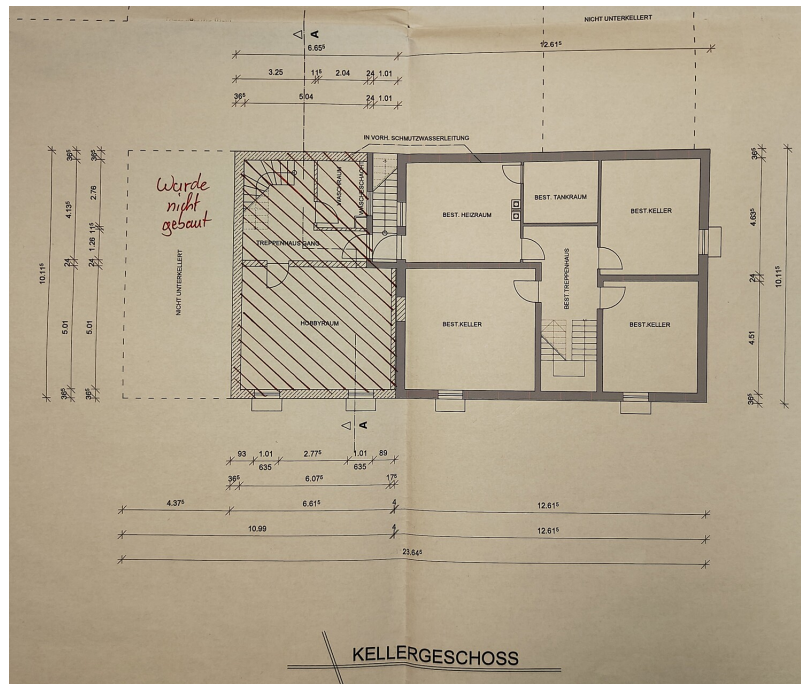 NICHT UNTERKELLERT
A
6.65⁵
12.61⁵
3.25
11⁵
2.04
24
1.01
36⁵
5.04
24
1.01
IN VORH. SCHMUTZWASSERLEITUNG
Wurde
nicht
gebaut
36⁵
4.13⁵
24
5.01
36⁵
10.11⁵
36⁵
2.76
11⁵
1.26
24
5.01
36⁵
NICHT UNTERKELLERT
WASCHRAUM
WÄSCHESCHACHT
TREPPENHAUS GANG
HOBBYRAUM
BEST. HEIZRAUM
BEST. TANKRAUM
BEST.KELLER
BEST.TREPPENHAUS
BEST.KELLER
BEST.KELLER
36⁵
4.63⁵
24
4.51
36⁵
10.11⁵
A
93
1.01
2.77⁵
1.01
89
635
635
36⁵
6.07⁵
17⁵
4.37⁵
6.61⁵
4
12.61⁵
10.99
4
12.61⁵
23.64⁵
KELLERGESCHOSS